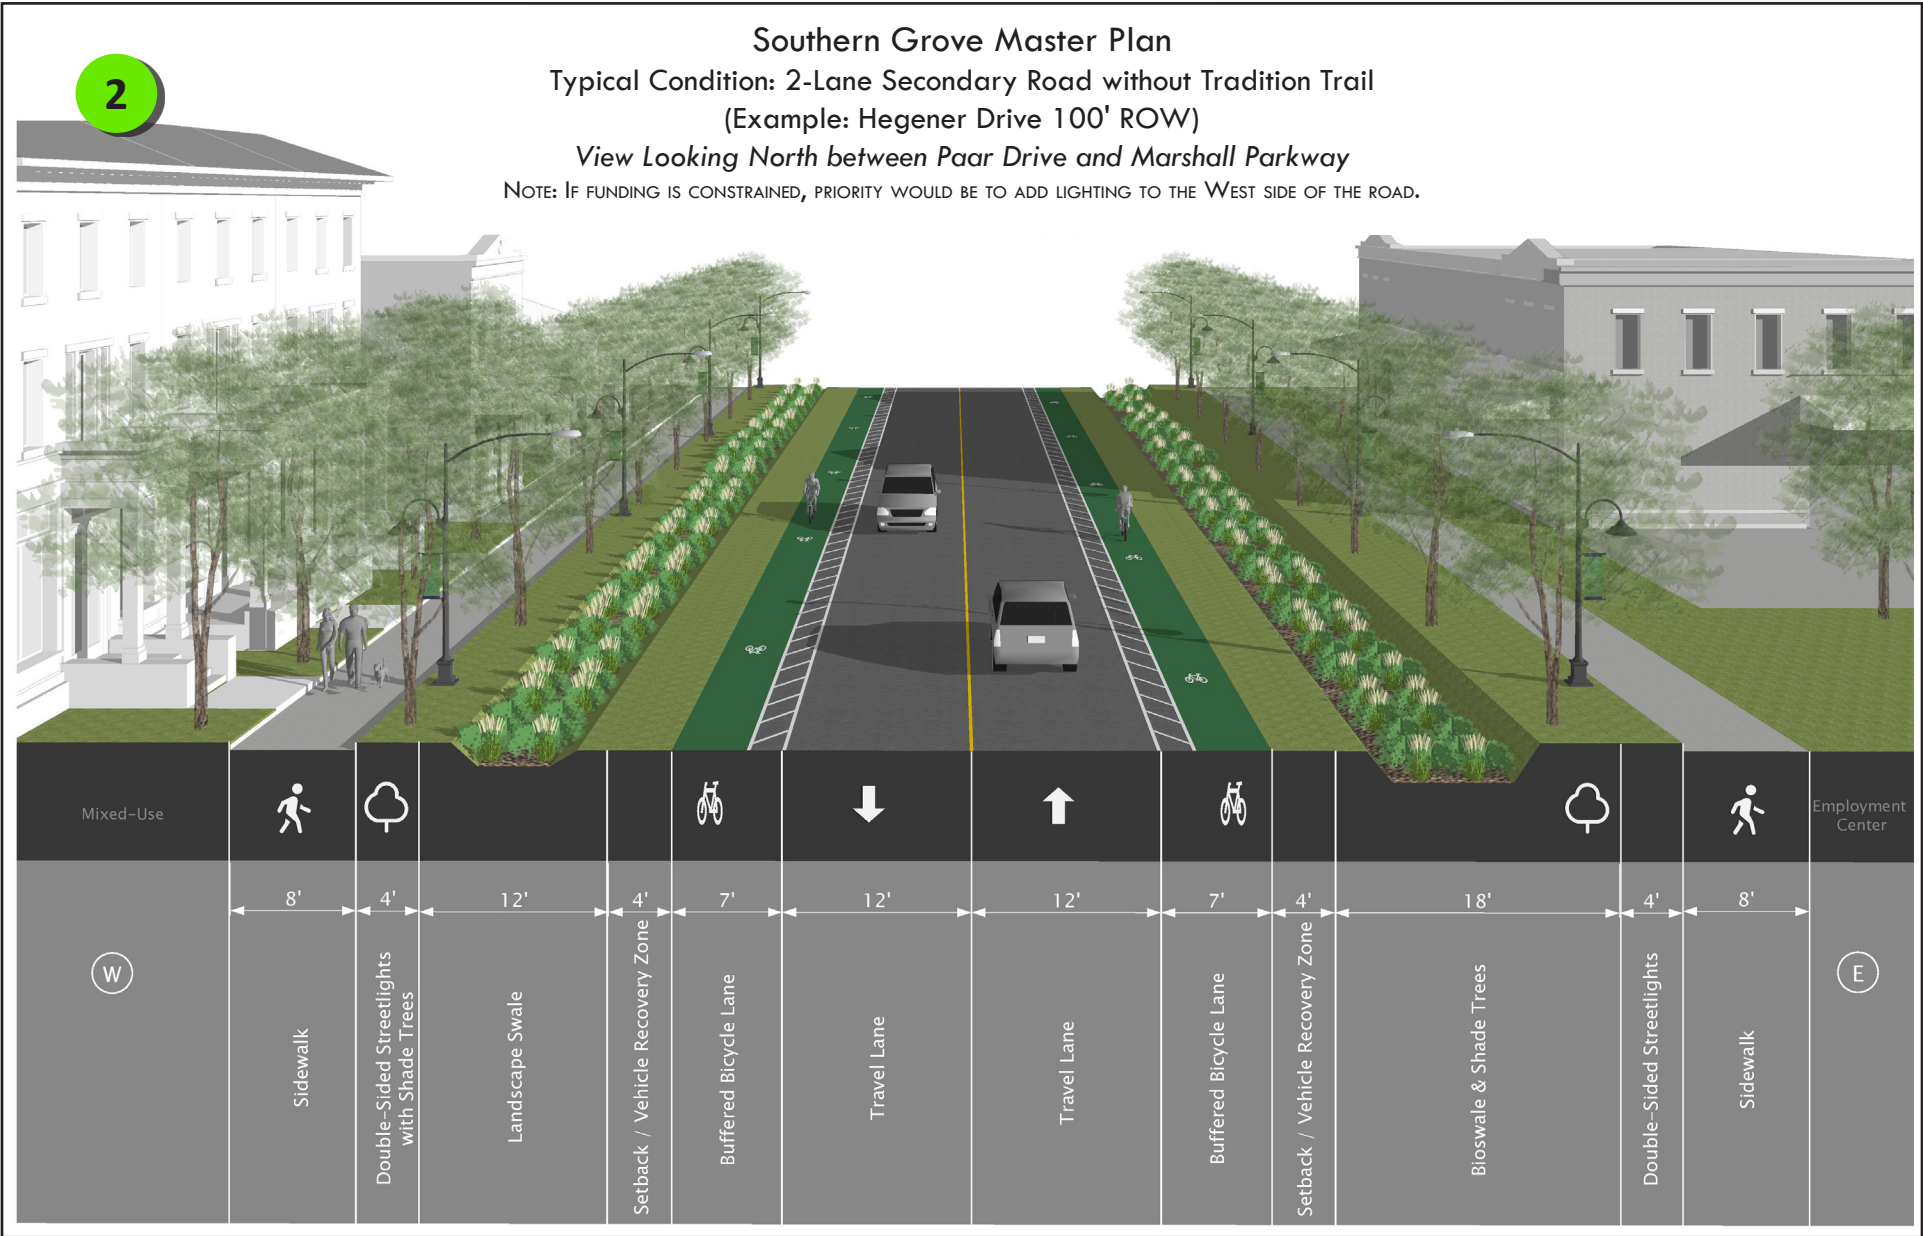 2
Southern Grove Master Plan
Typical Condition: 2-Lane Secondary Road without Tradition Trail
(Example: Hegener Drive 100' ROW)
View Looking North between Paar Drive and Marshall Parkway
Note: If funding is constrained, priority would be to add lighting to the West side of the road.
Mixed-Use
Employment
Center
8'
4'
12'
4'
7'
12'
12'
7'
4'
18'
4'
8'
W
Sidewalk
Double-Sided Streetlights
with Shade Trees
Landscape Swale
Setback / Vehicle Recovery Zone
Buffered Bicycle Lane
Travel Lane
Travel Lane
Buffered Bicycle Lane
Setback / Vehicle Recovery Zone
Bioswale & Shade Trees
Double-Sided Streetlights
Sidewalk
E